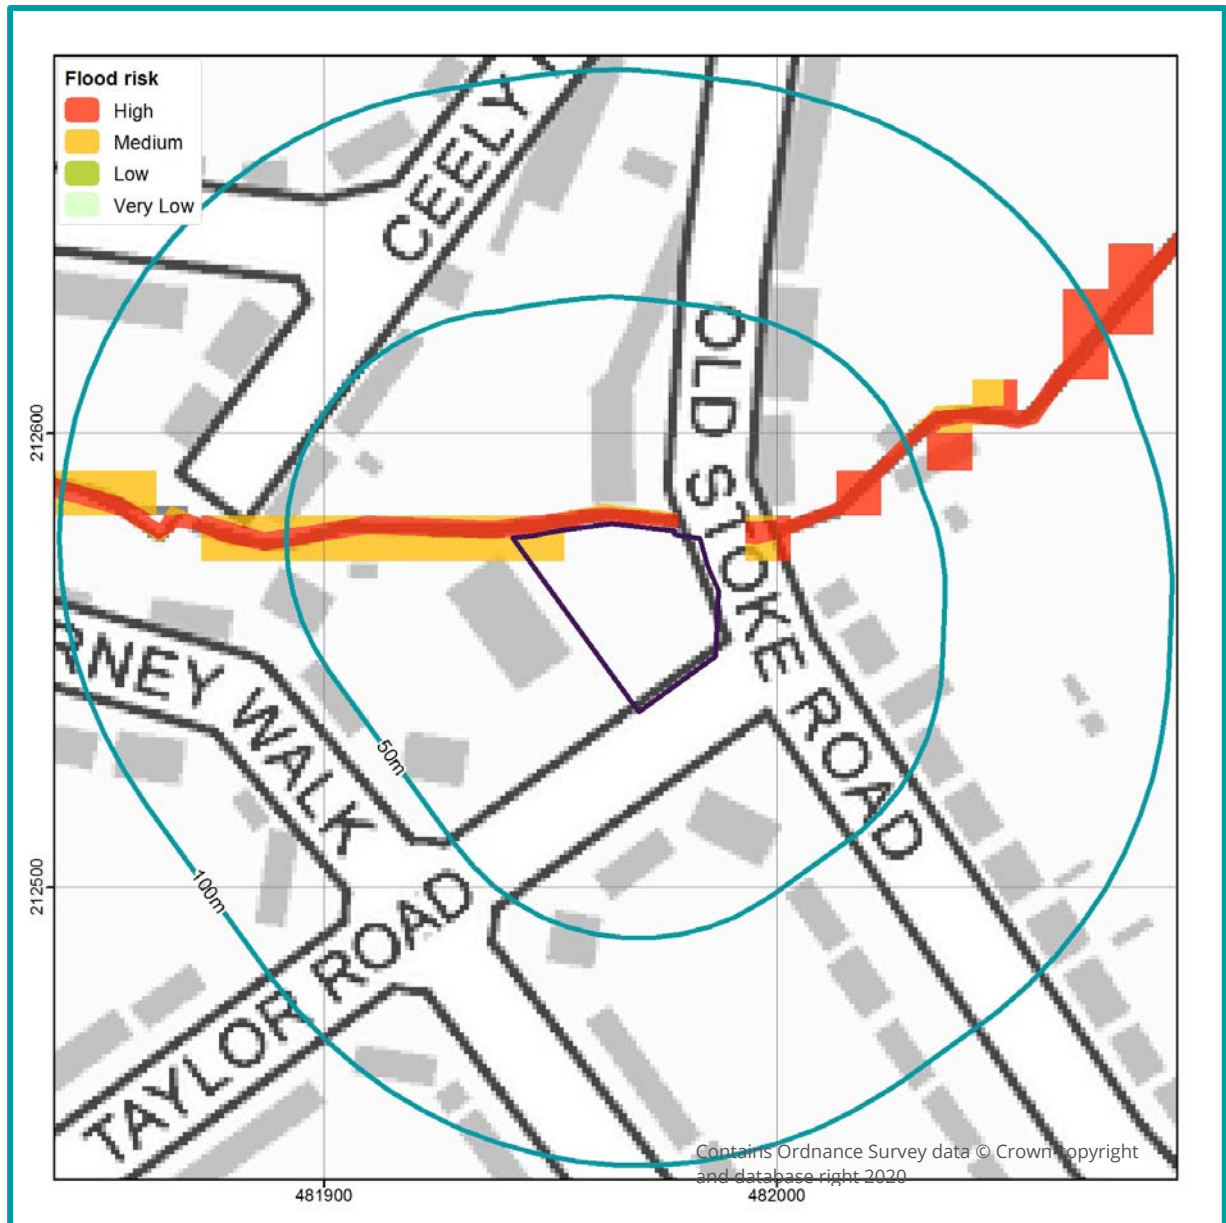 Flood risk
High
Medium
Low
Very Low
CEELY
OLD STOKE ROAD
212600
RNEY WALK
50m
100m
212500
TAYLOR ROAD
Contains Ordnance Survey data © Crown copyright
and database right 2020
481900
482000